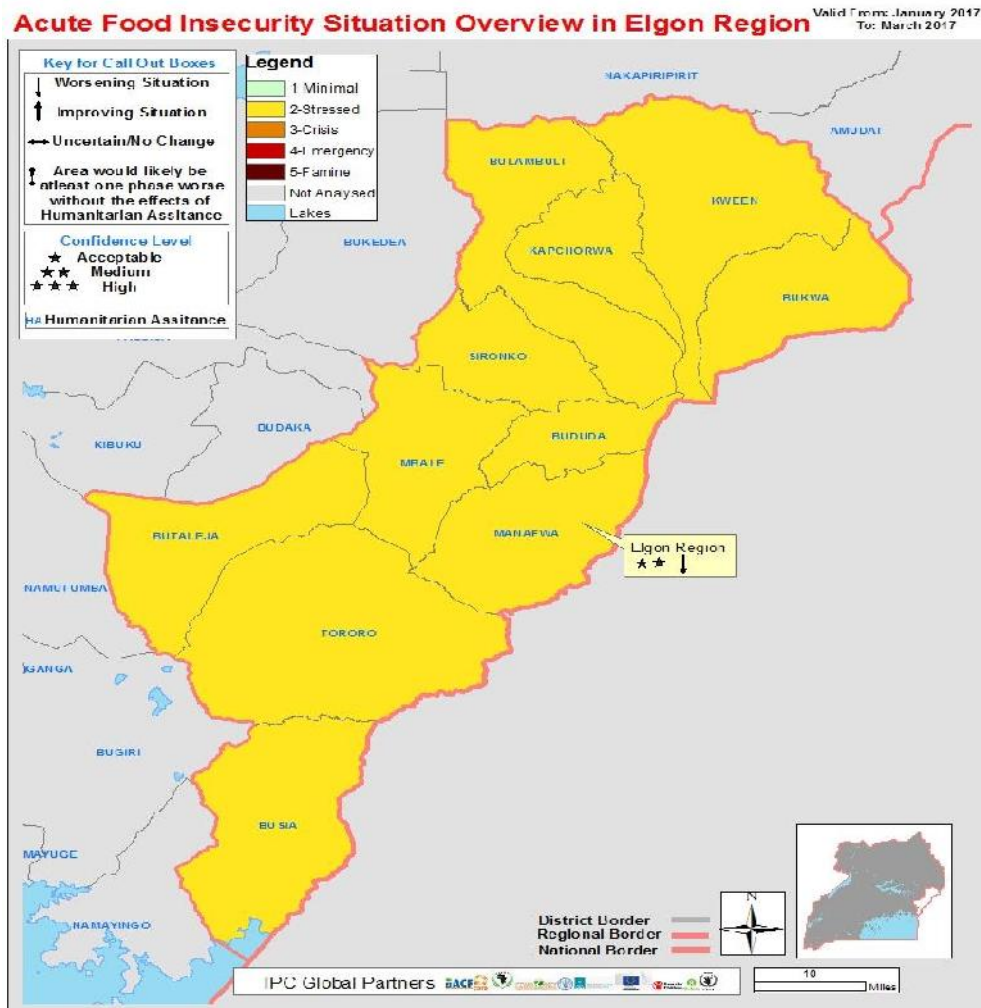 Acute Food Insecurity Situation Overview in Elgon Region
Valid From: January 2017
To: March 2017
Key for Call Out Boxes
Worsening Situation
Improving Situation
Uncertain/No Change
Area would likely be
atleast one phase worse
without the effects of
Humanitarian Assitance
Confidence Level
Acceptable
Medium
High
HA Humanitarian Assitance
Legend
1-Minimal
2-Stressed
3-Crisis
4-Emergency
5-Famine
Not Analysed
Lakes
NAKAPIRIPIRIT
AMUDAT
BULAMBULI
KWEEN
BUKEDEA
KAPCHORWA
BUKWA
SIRONKO
BUDAKA
KIBUKU
BUDUDA
MBALE
BUTALEJA
MANAFWA
Elgon Region
NAMUTUMBA
TORORO
IGANGA
BUGIRI
BUSIA
MAYUGE
NAMAYINGO
District Border
Regional Border
National Border
N
IPC Global Partners
ACF
10
Miles